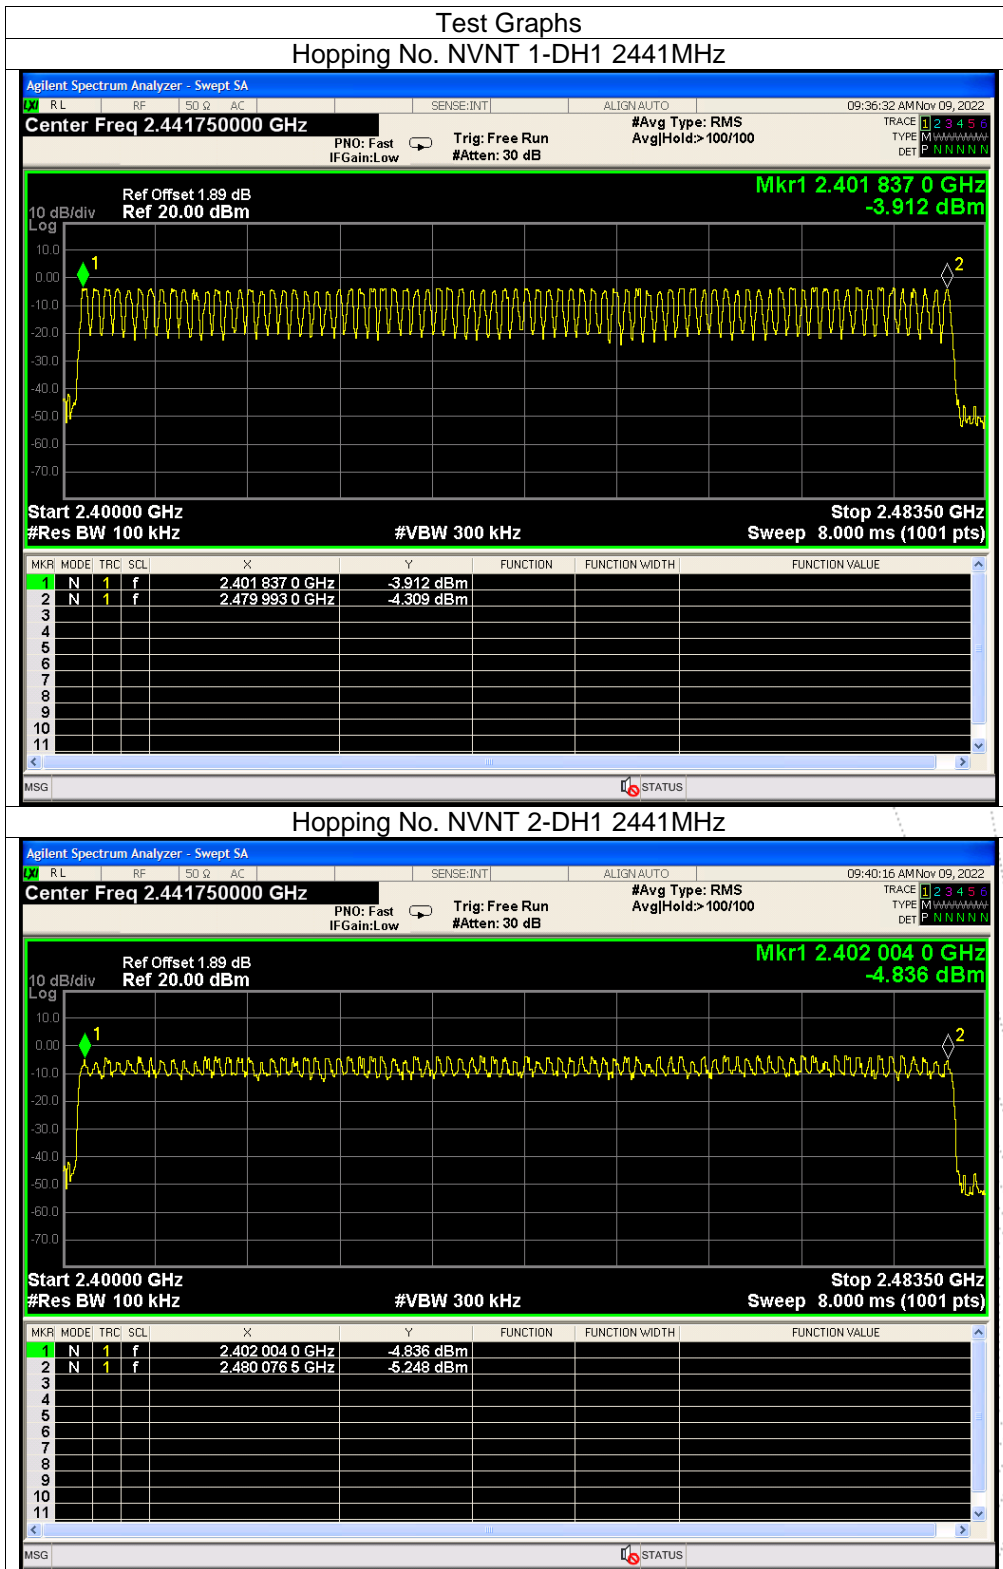 Test Graphs
Hopping No. NVNT 1-DH1 2441MHz
Agilent Spectrum Analyzer - Swept SA
LXI RL RF 50 Ω AC SENSE:INT ALIGN AUTO 09:36:32 AM Nov 09, 2022
Center Freq 2.441750000 GHz #Avg Type: RMS TRACE 1 2 3 4 5 6
PNO: Fast Trig: Free Run Avg|Hold:> 100/100 TYPE M
IFGain:Low #Atten: 30 dB DET P N N N N N
Mkr1 2.401 837 0 GHz
Ref Offset 1.89 dB
10 dB/div Ref 20.00 dBm -3.912 dBm
Log
10.0
1 2
0.00
-10.0
-20.0
-30.0
-40.0
-50.0
-60.0
-70.0
Start 2.40000 GHz Stop 2.48350 GHz
#Res BW 100 kHz #VBW 300 kHz Sweep 8.000 ms (1001 pts)
MKR MODE TRC SCL X Y FUNCTION FUNCTION WIDTH FUNCTION VALUE
1 N 1 f 2.401 837 0 GHz -3.912 dBm
2 N 1 f 2.479 993 0 GHz -4.309 dBm
3
4
5
6
7
8
9
10
11
MSG STATUS
Hopping No. NVNT 2-DH1 2441MHz
Agilent Spectrum Analyzer - Swept SA
LXI RL RF 50 Ω AC SENSE:INT ALIGN AUTO 09:40:16 AM Nov 09, 2022
Center Freq 2.441750000 GHz #Avg Type: RMS TRACE 1 2 3 4 5 6
PNO: Fast Trig: Free Run Avg|Hold:> 100/100 TYPE M
IFGain:Low #Atten: 30 dB DET P N N N N N
Mkr1 2.402 004 0 GHz
Ref Offset 1.89 dB
10 dB/div Ref 20.00 dBm -4.836 dBm
Log
10.0
1 2
0.00
-10.0
-20.0
-30.0
-40.0
-50.0
-60.0
-70.0
Start 2.40000 GHz Stop 2.48350 GHz
#Res BW 100 kHz #VBW 300 kHz Sweep 8.000 ms (1001 pts)
MKR MODE TRC SCL X Y FUNCTION FUNCTION WIDTH FUNCTION VALUE
1 N 1 f 2.402 004 0 GHz -4.836 dBm
2 N 1 f 2.480 076 5 GHz -5.248 dBm
3
4
5
6
7
8
9
10
11
MSG STATUS